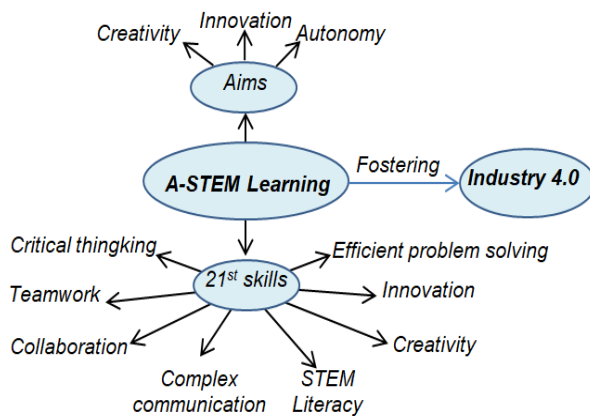 Innovation
Creativity
Autonomy
Aims
Fostering
A-STEM Learning
Industry 4.0
Critical thingking
Efficient problem solving
21st skills
Teamwork
Innovation
Collaboration
Creativity
Complex
communication
STEM
Literacy